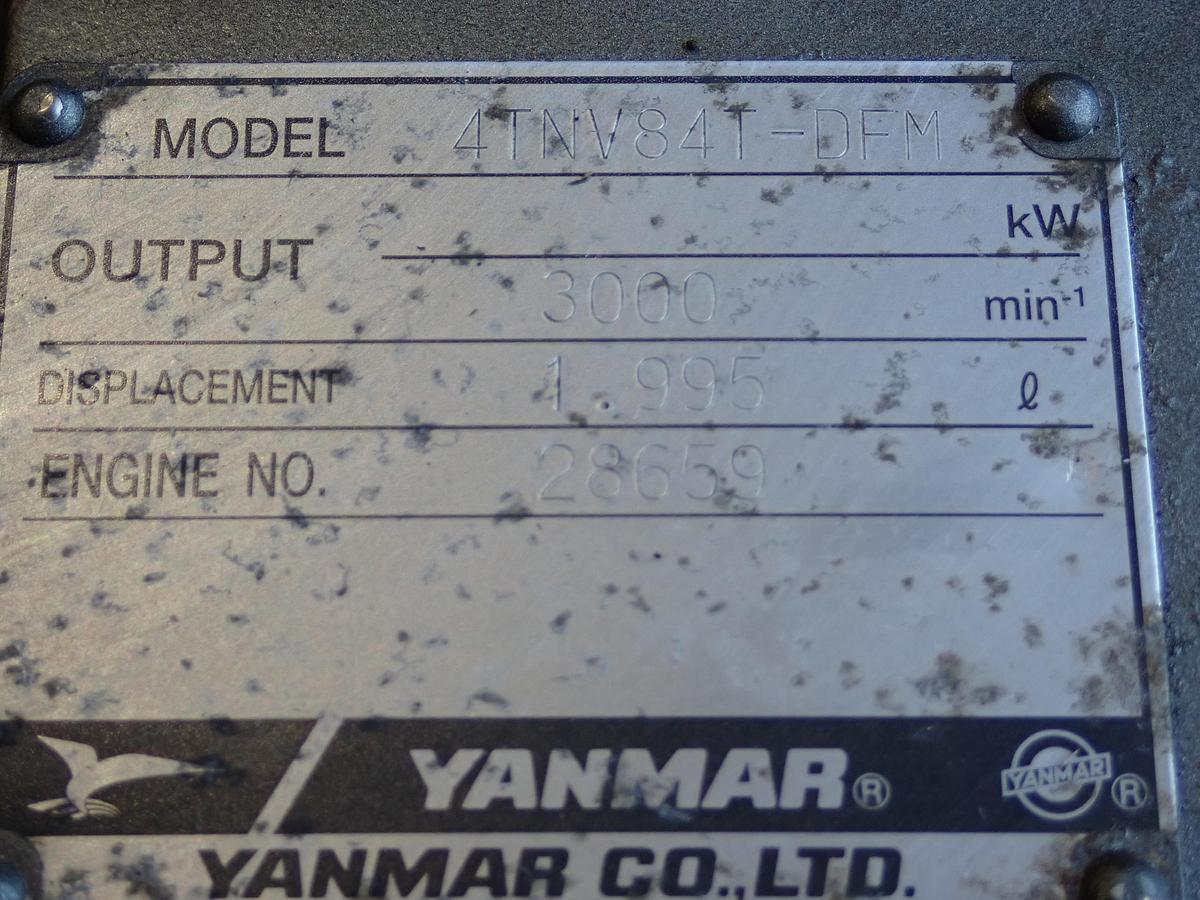 MODEL 4TNV84T-DFM
kW
OUTPUT
3000 min-1
DISPLACEMENT 1.995 ℓ
ENGINE NO. 28659
YANMAR® YANMAR ®
YANMAR CO.,LTD.